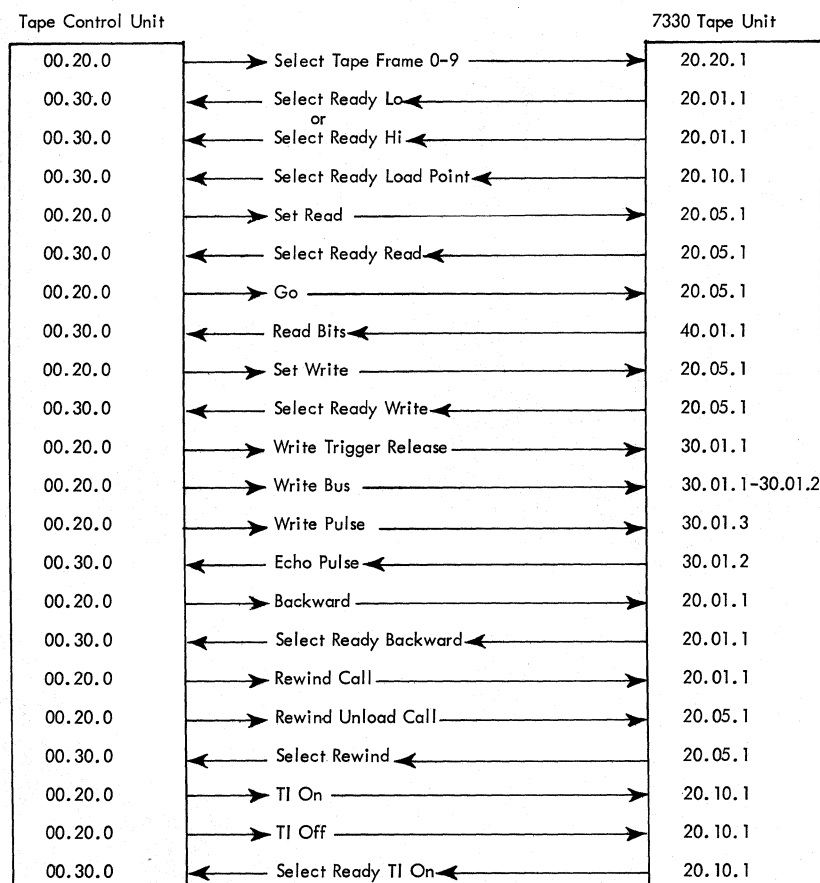 Tape Control Unit 7330 Tape Unit
00.20.0 Select Tape Frame 0-9 20.20.1
00.30.0 Select Ready Lo 20.01.1
or
00.30.0 Select Ready Hi 20.01.1
00.30.0 Select Ready Load Point 20.10.1
00.20.0 Set Read 20.05.1
00.30.0 Select Ready Read 20.05.1
00.20.0 Go 20.05.1
00.30.0 Read Bits 40.01.1
00.20.0 Set Write 20.05.1
00.30.0 Select Ready Write 20.05.1
00.20.0 Write Trigger Release 30.01.1
00.20.0 Write Bus 30.01.1-30.01.2
00.20.0 Write Pulse 30.01.3
00.30.0 Echo Pulse 30.01.2
00.20.0 Backward 20.01.1
00.30.0 Select Ready Backward 20.01.1
00.20.0 Rewind Call 20.01.1
00.20.0 Rewind Unload Call 20.05.1
00.30.0 Select Rewind 20.05.1
00.20.0 TI On 20.10.1
00.20.0 TI Off 20.10.1
00.30.0 Select Ready TI On 20.10.1